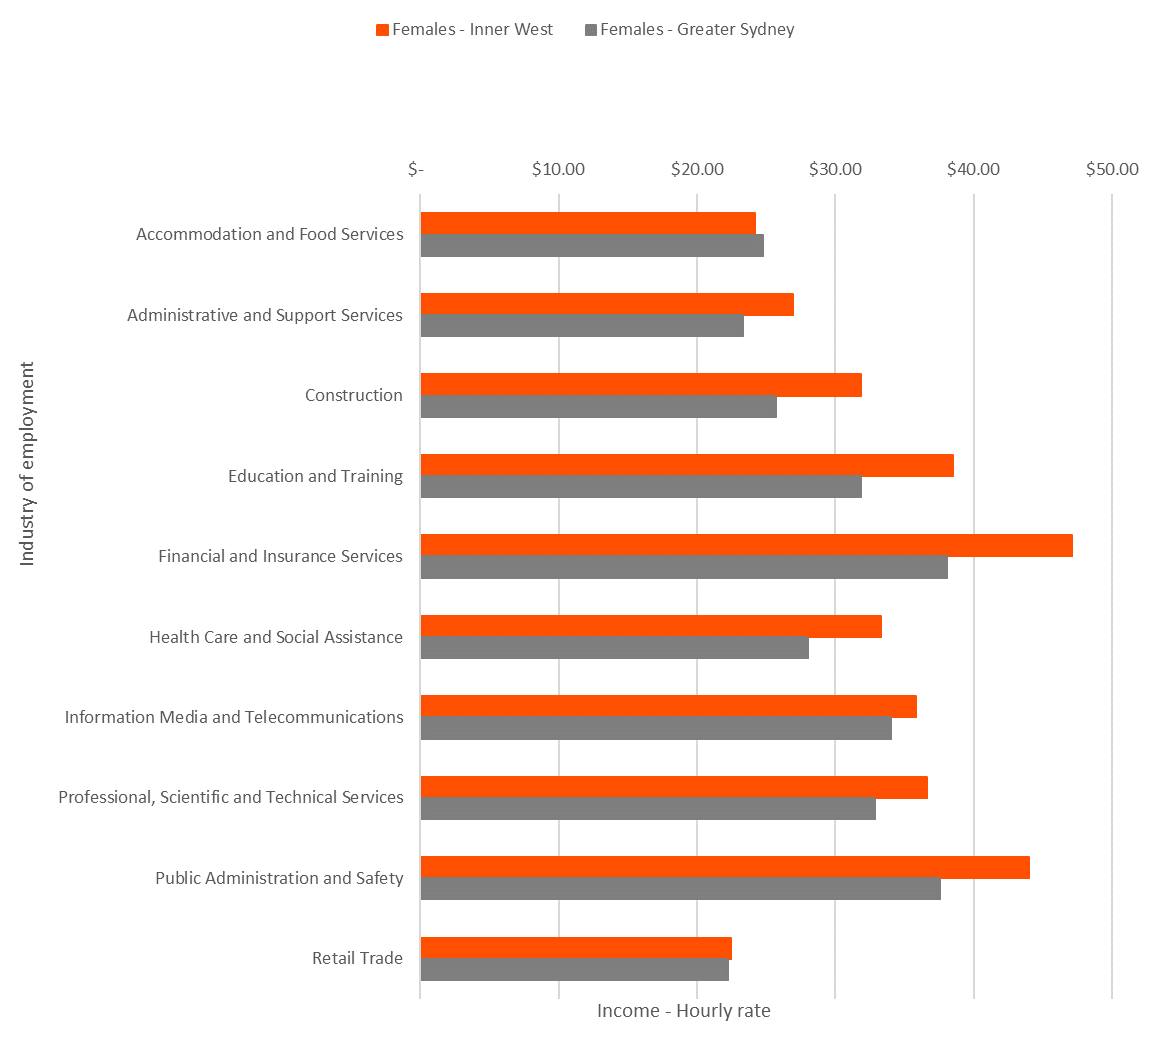 Females - Inner West
Females - Greater Sydney
$-
$10.00
$20.00
$30.00
$40.00
$50.00
Industry of employment
Accommodation and Food Services
Administrative and Support Services
Construction
Education and Training
Financial and Insurance Services
Health Care and Social Assistance
Information Media and Telecommunications
Professional, Scientific and Technical Services
Public Administration and Safety
Retail Trade
Income - Hourly rate